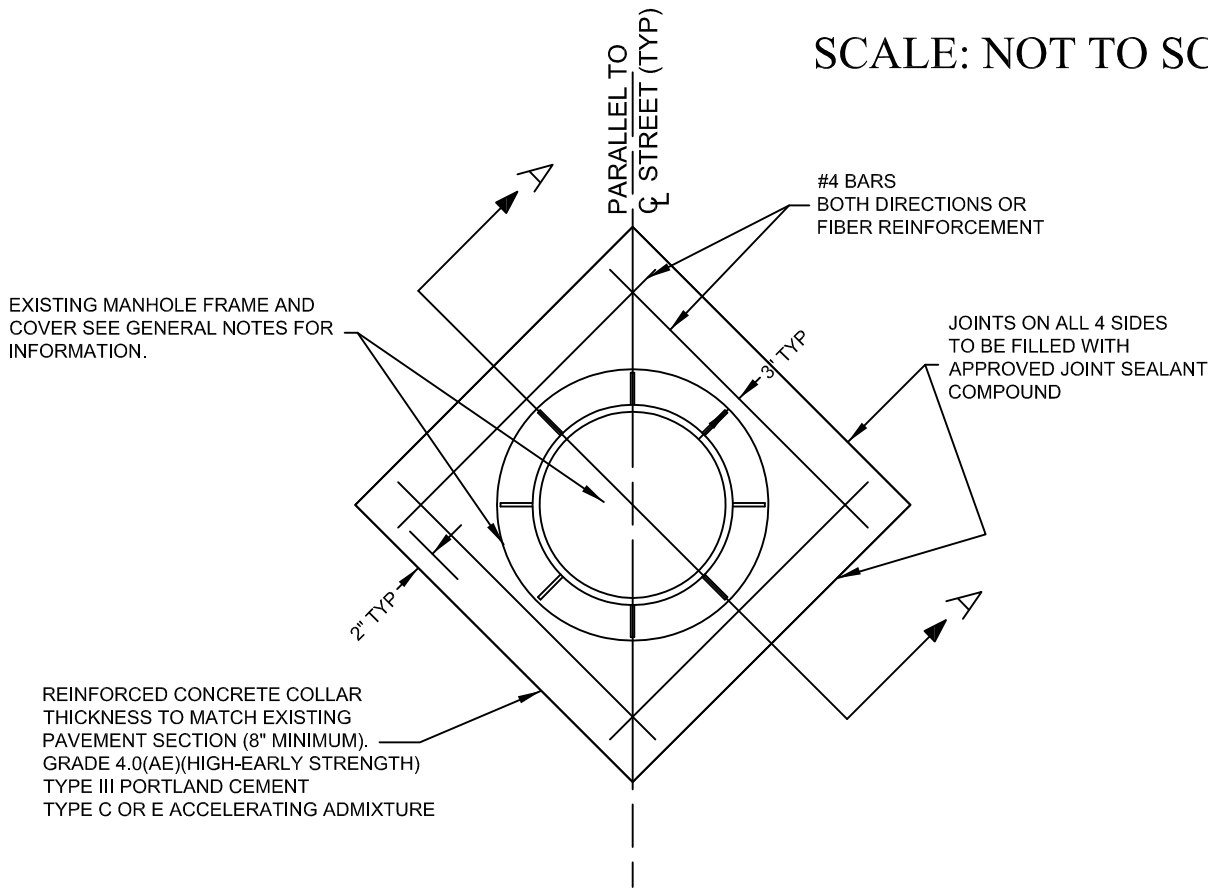 SCALE: NOT TO SC
PARALLEL TO
℄ STREET (TYP)
A
#4 BARS
BOTH DIRECTIONS OR
FIBER REINFORCEMENT
EXISTING MANHOLE FRAME AND
COVER SEE GENERAL NOTES FOR
INFORMATION.
JOINTS ON ALL 4 SIDES
TO BE FILLED WITH
APPROVED JOINT SEALANT
COMPOUND
3" TYP
2" TYP
A
REINFORCED CONCRETE COLLAR
THICKNESS TO MATCH EXISTING
PAVEMENT SECTION (8" MINIMUM).
GRADE 4.0(AE)(HIGH-EARLY STRENGTH)
TYPE III PORTLAND CEMENT
TYPE C OR E ACCELERATING ADMIXTURE